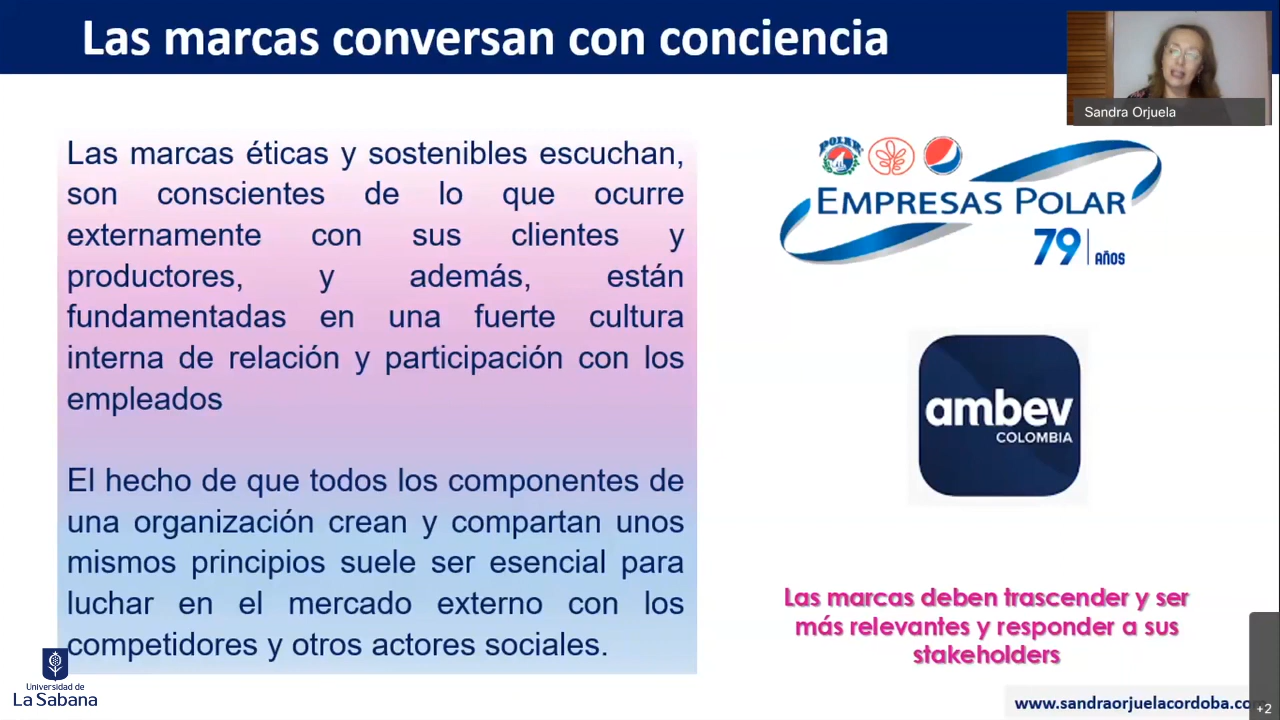 Las marcas conversan con conciencia
Sandra Orjuela
Las marcas éticas y sostenibles escuchan,
son conscientes de lo que ocurre
externamente con sus clientes y
productores, y además, están
fundamentadas en una fuerte cultura
interna de relación y participación con los
empleados
El hecho de que todos los componentes de
una organización crean y compartan unos
mismos principios suele ser esencial para
luchar en el mercado externo con los
competidores y otros actores sociales.
POLAR
EMPRESAS POLAR
79 AÑOS
ambev
COLOMBIA
Las marcas deben trascender y ser
más relevantes y responder a sus
stakeholders
Universidad de
La Sabana
www.sandraorjuelacordoba.co
+2